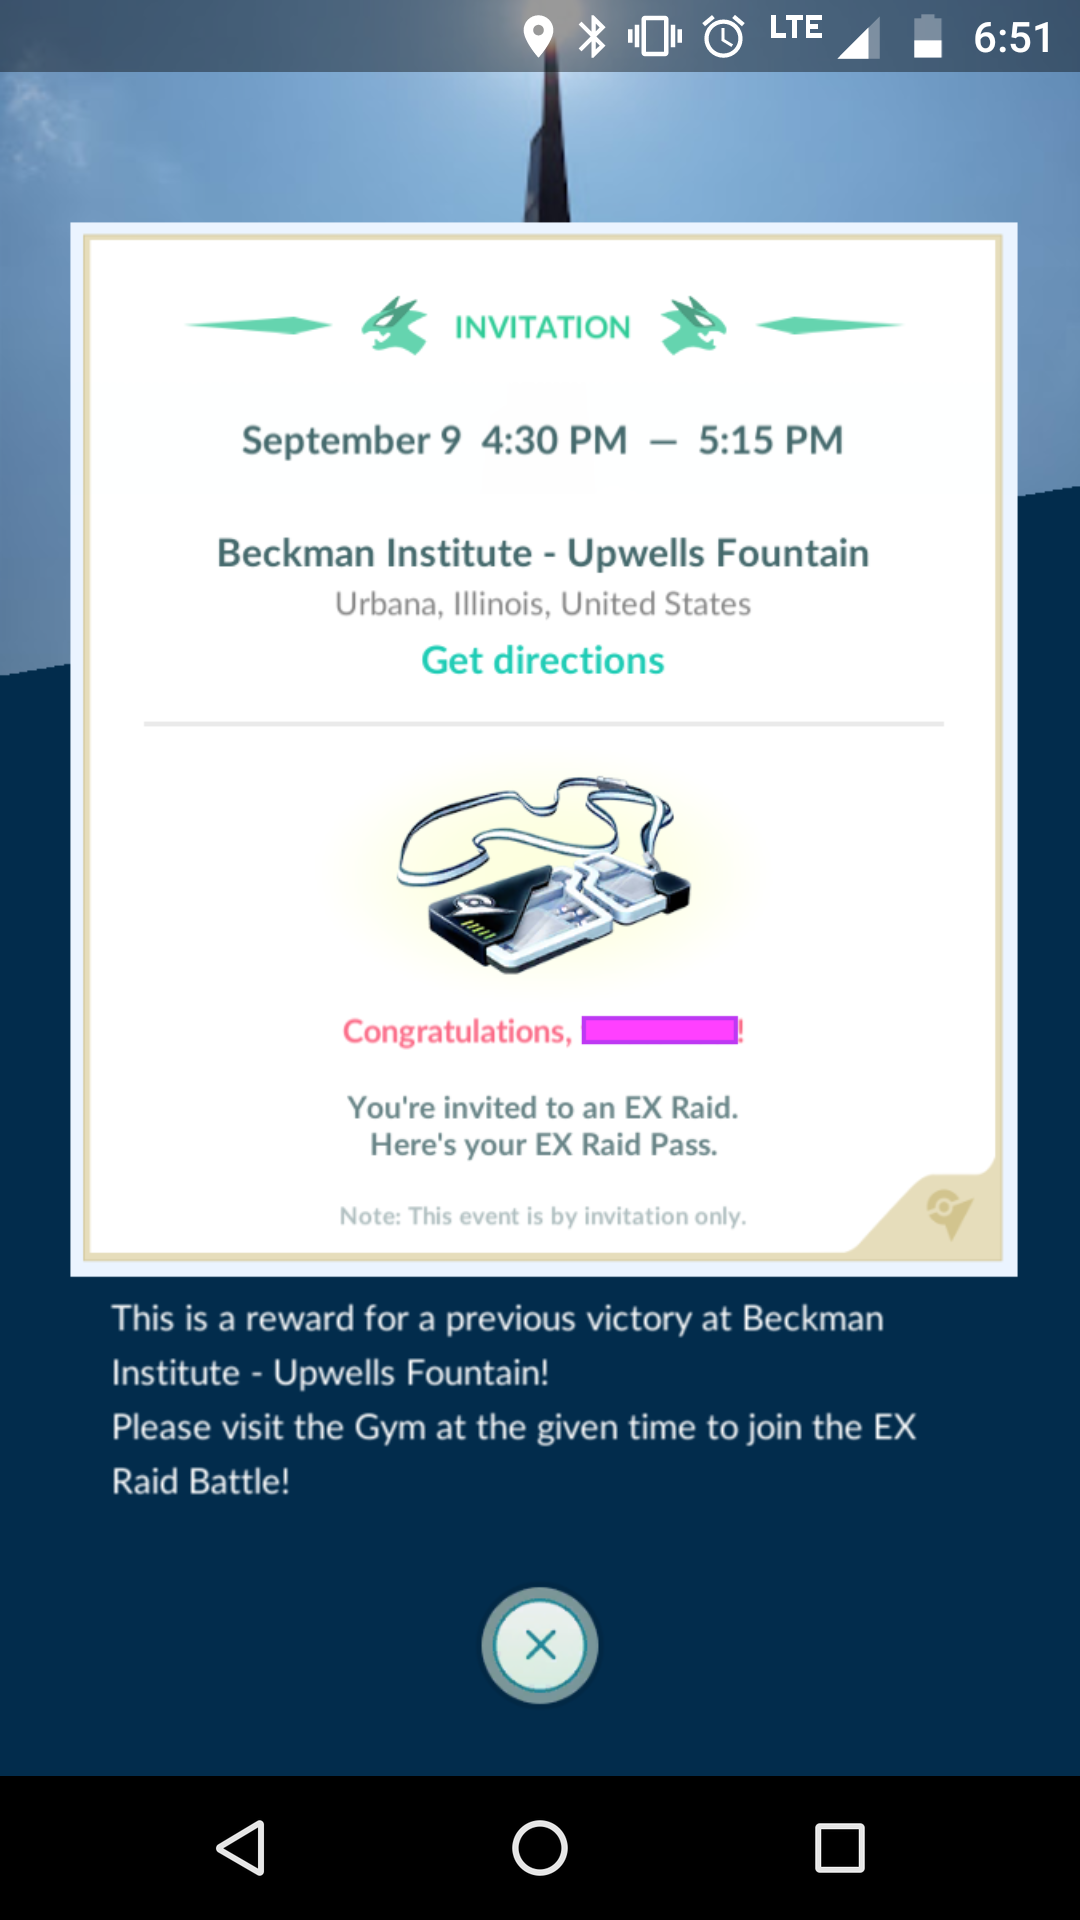 LTE 6:51
INVITATION
September 9 4:30 PM — 5:15 PM
Beckman Institute - Upwells Fountain
Urbana, Illinois, United States
Get directions
Congratulations, !
You're invited to an EX Raid.
Here's your EX Raid Pass.
Note: This event is by invitation only.
This is a reward for a previous victory at Beckman
Institute - Upwells Fountain!
Please visit the Gym at the given time to join the EX
Raid Battle!